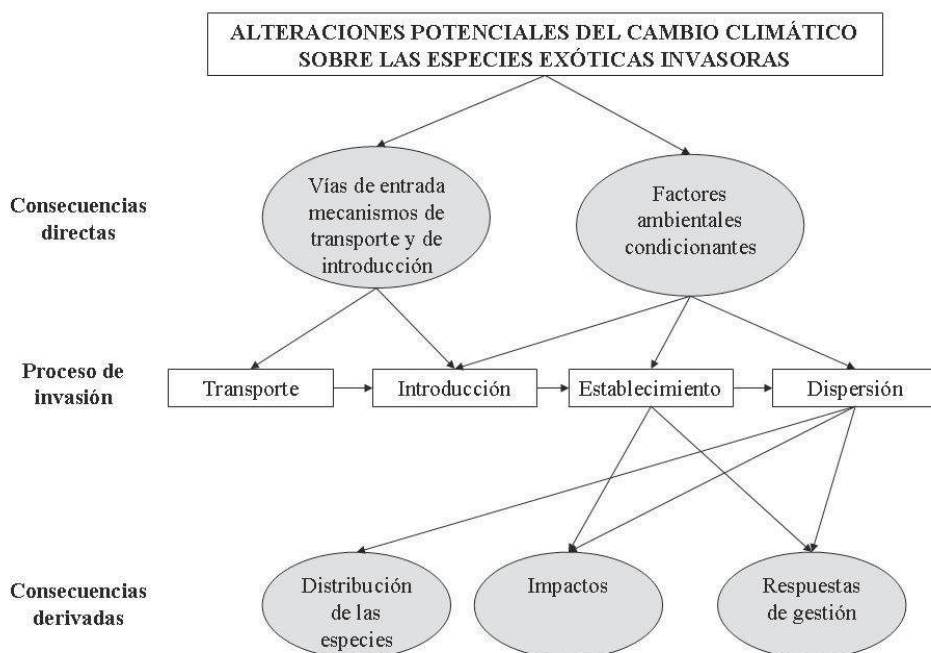 ALTERACIONES POTENCIALES DEL CAMBIO CLIMÁTICO
SOBRE LAS ESPECIES EXÓTICAS INVASORAS
Consecuencias
directas
Vías de entrada
mecanismos de
transporte y de
introducción
Factores
ambientales
condicionantes
Proceso de
invasión
Transporte
Introducción
Establecimiento
Dispersión
Consecuencias
derivadas
Distribución
de las
especies
Impactos
Respuestas
de gestión